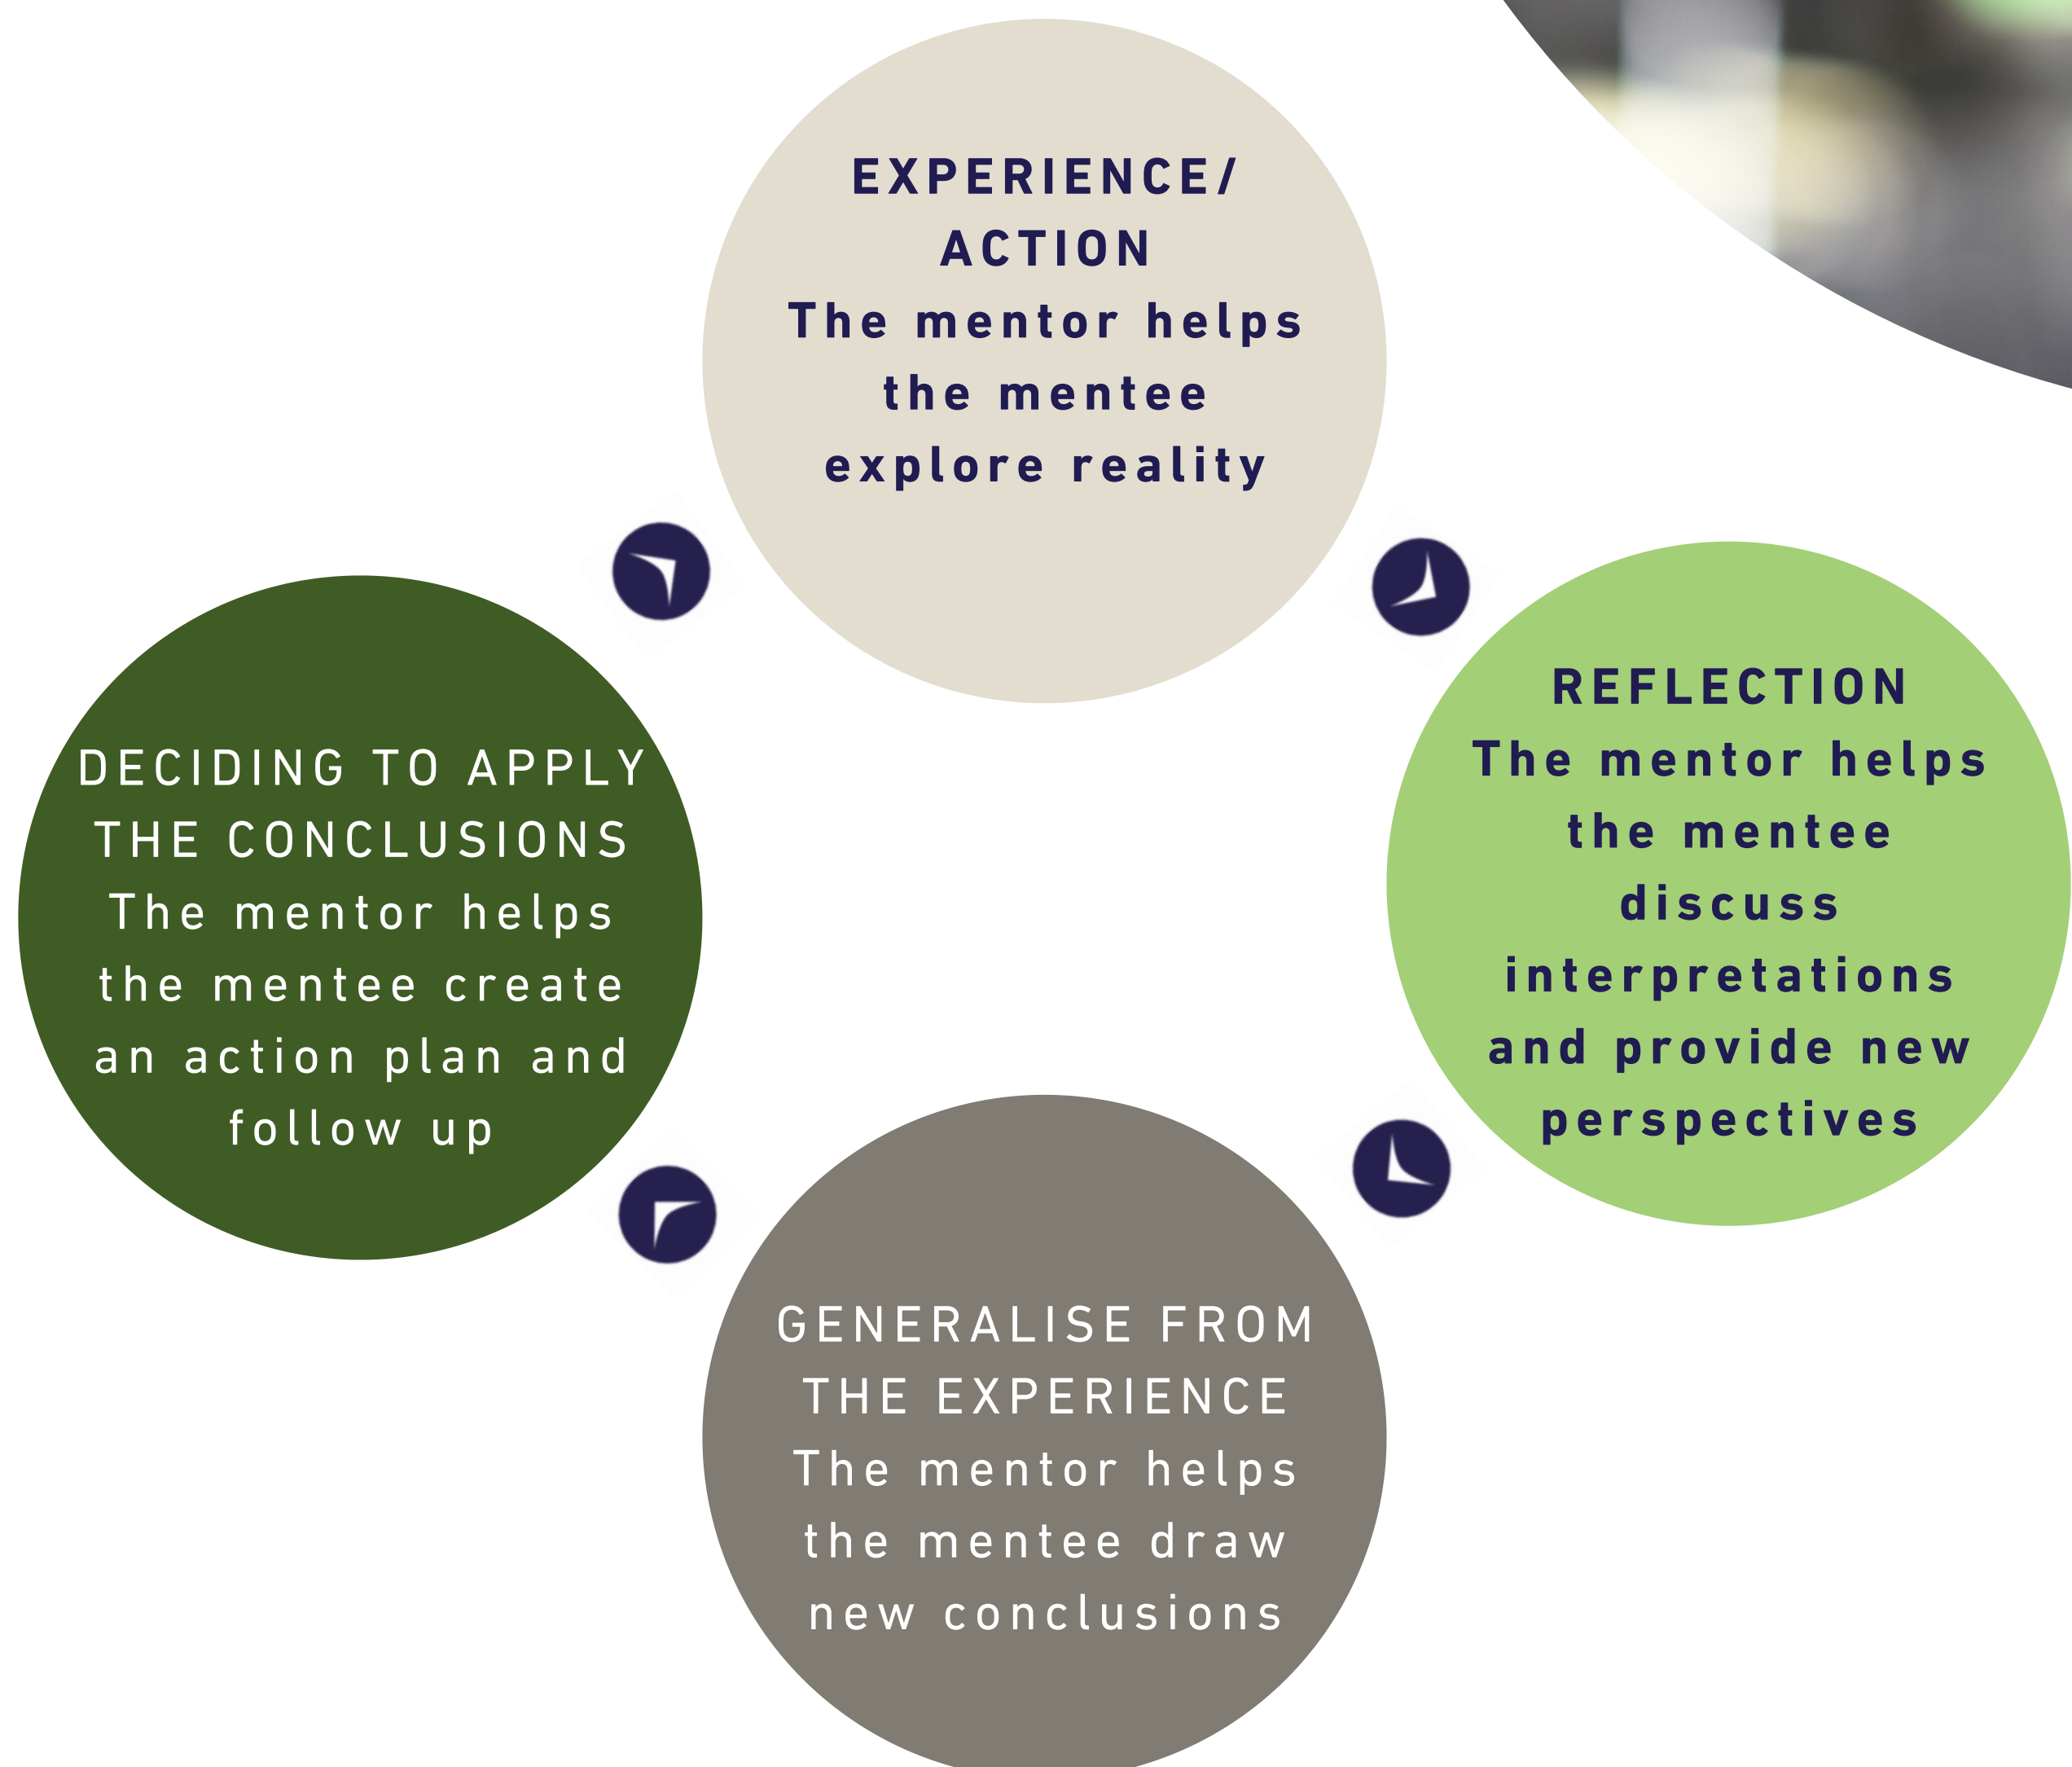 EXPERIENCE/
ACTION
The mentor helps
the mentee
explore reality
REFLECTION
The mentor helps
the mentee
discuss
interpretations
and provide new
perspectives
GENERALISE FROM
THE EXPERIENCE
The mentor helps
the mentee draw
new conclusions
DECIDING TO APPLY
THE CONCLUSIONS
The mentor helps
the mentee create
an action plan and
follow up